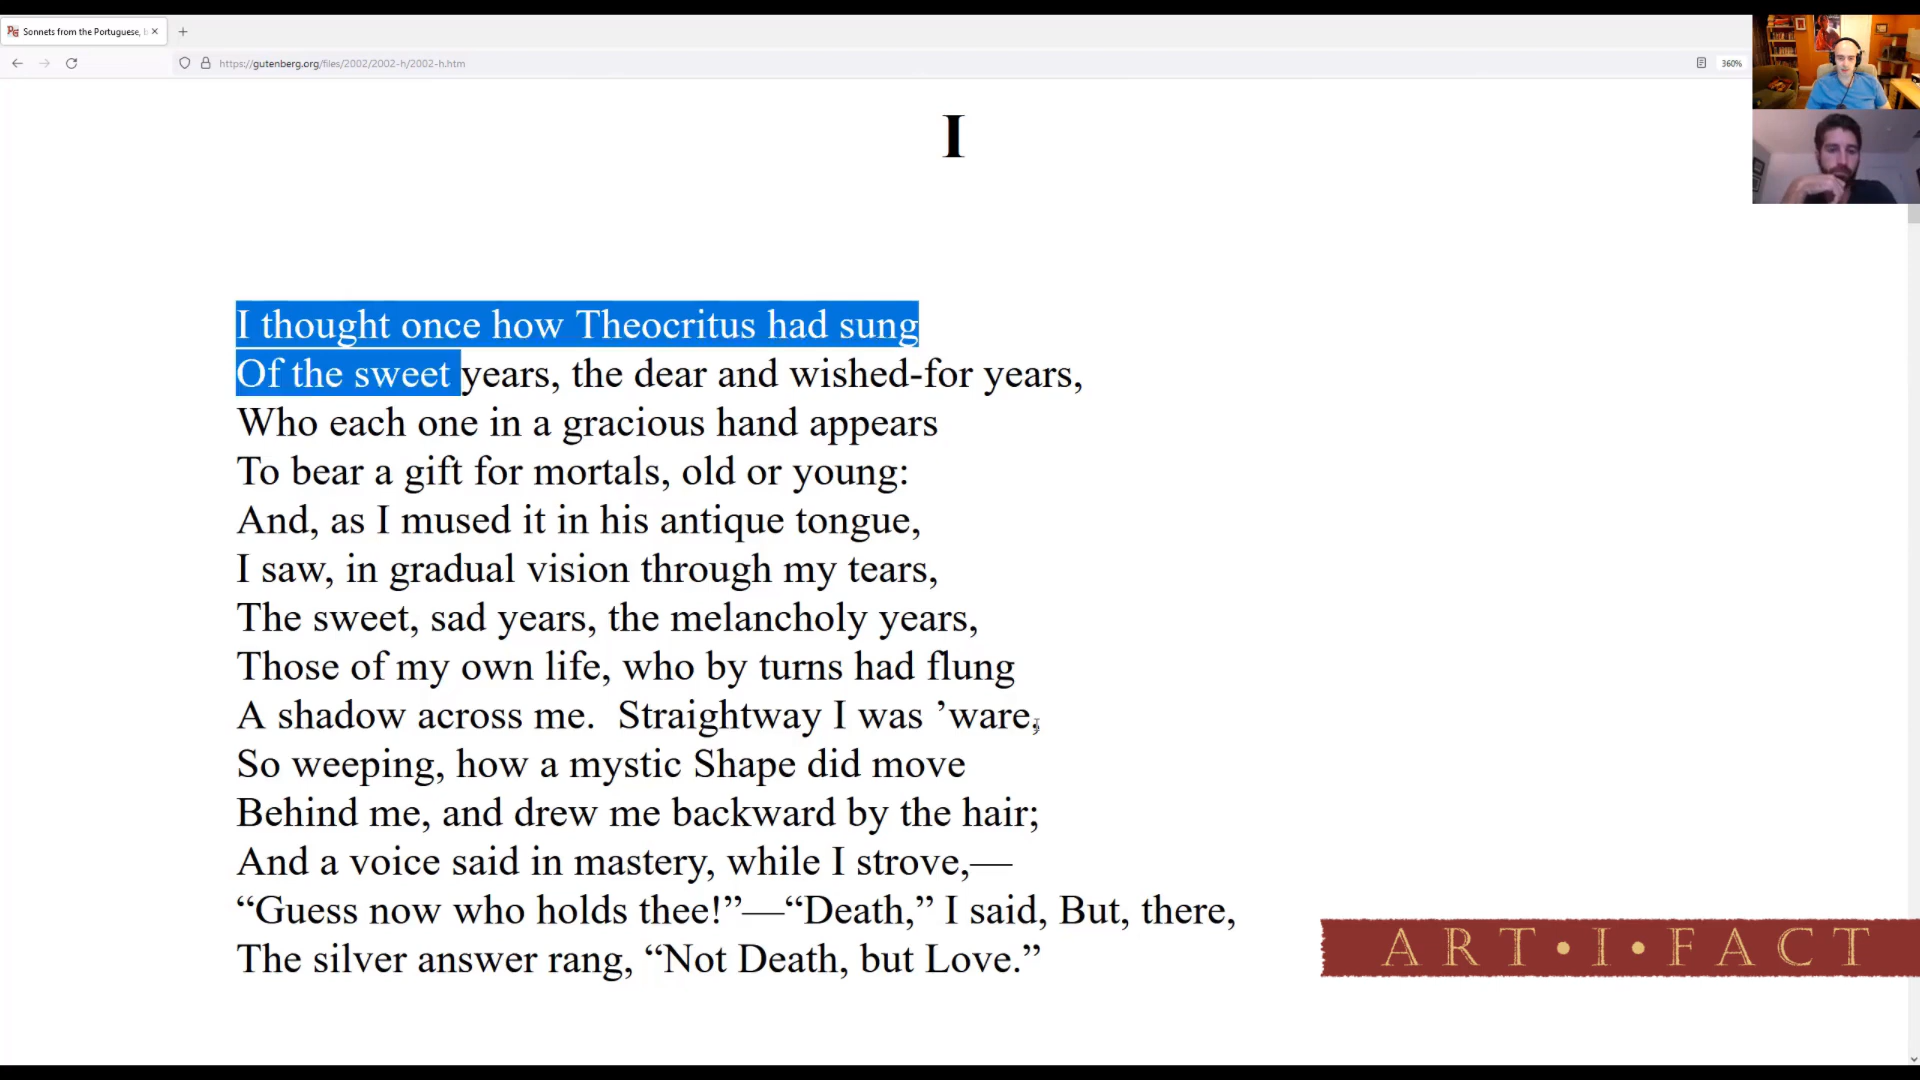 Sonnets from the Portuguese,
https://gutenberg.org/files/2002/2002-h/2002-h.htm
360%
I
I thought once how Theocritus had sung
Of the sweet years, the dear and wished-for years,
Who each one in a gracious hand appears
To bear a gift for mortals, old or young:
And, as I mused it in his antique tongue,
I saw, in gradual vision through my tears,
The sweet, sad years, the melancholy years,
Those of my own life, who by turns had flung
A shadow across me.  Straightway I was ’ware,
So weeping, how a mystic Shape did move
Behind me, and drew me backward by the hair;
And a voice said in mastery, while I strove,—
“Guess now who holds thee!”—“Death,” I said, But, there,
The silver answer rang, “Not Death, but Love.”
ART•I•FACT